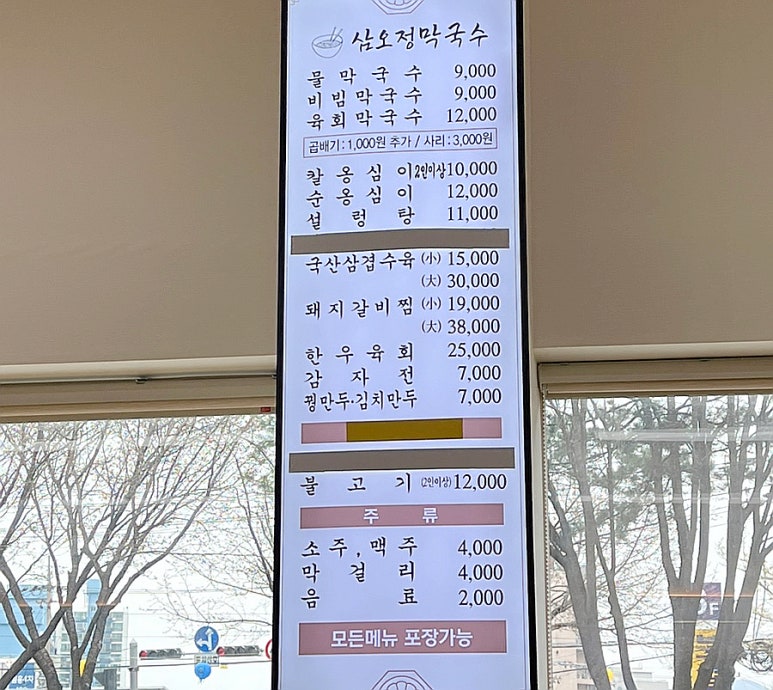 삼오정막국수
물막국수 9,000
비빔막국수 9,000
육회막국수 12,000
곱배기 : 1,000원 추가 / 사리 : 3,000원
칼옹심이 2인이상 10,000
순옹심이 12,000
설렁탕 11,000
국산삼겹수육 (小) 15,000
(大) 30,000
돼지갈비찜 (小) 19,000
(大) 38,000
한우육회 25,000
감자전 7,000
꿩만두·김치만두 7,000
불고기 (2인이상) 12,000
주류
소주, 맥주 4,000
막걸리 4,000
음료 2,000
모든메뉴 포장가능